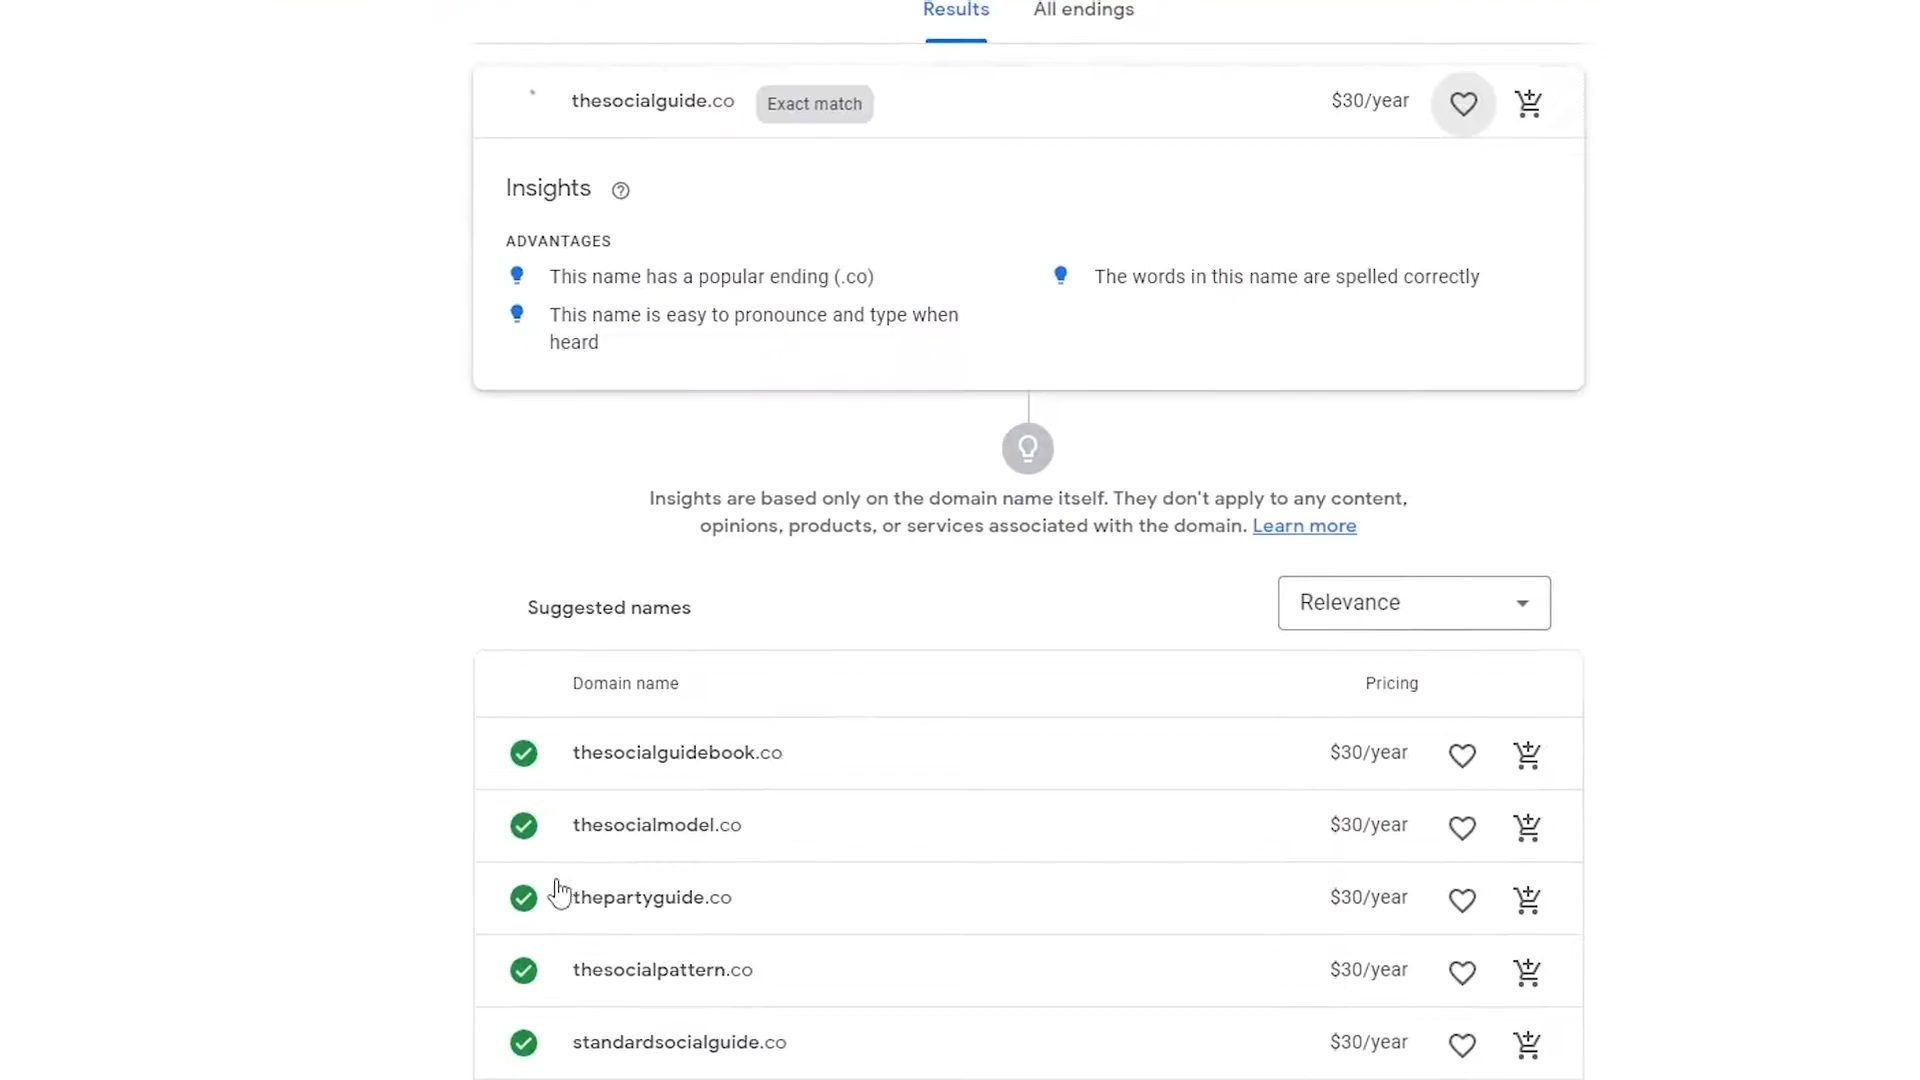 Results All endings
thesocialguide.co Exact match $30/year
Insights
ADVANTAGES
This name has a popular ending (.co)
The words in this name are spelled correctly
This name is easy to pronounce and type when
heard
Insights are based only on the domain name itself. They don't apply to any content,
opinions, products, or services associated with the domain. Learn more
Suggested names
Relevance
Domain name Pricing
thesocialguidebook.co $30/year
thesocialmodel.co $30/year
thepartyguide.co $30/year
thesocialpattern.co $30/year
standardsocialguide.co $30/year